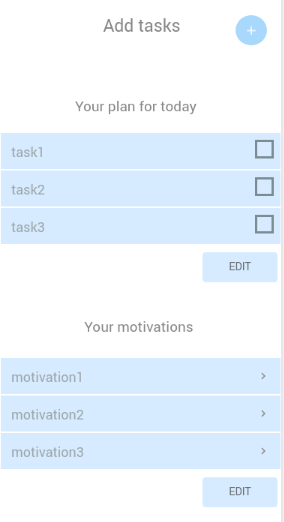 Add tasks
+
Your plan for today
task1
task2
task3
EDIT
Your motivations
motivation1
motivation2
motivation3
EDIT